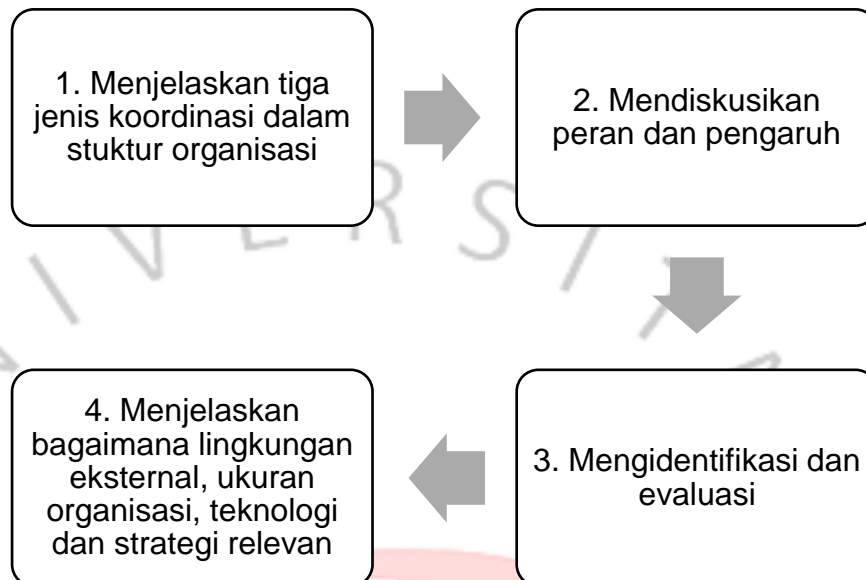 1. Menjelaskan tiga
jenis koordinasi dalam
stuktur organisasi
2. Mendiskusikan
peran dan pengaruh
3. Mengidentifikasi dan
evaluasi
4. Menjelaskan
bagaimana lingkungan
eksternal, ukuran
organisasi, teknologi
dan strategi relevan